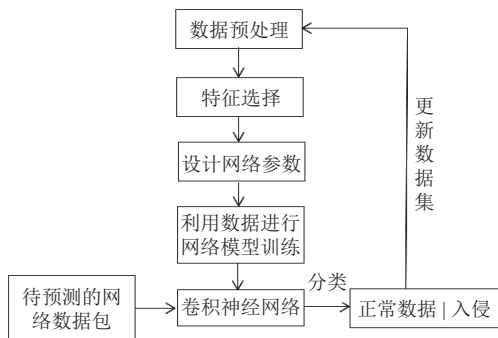 数据预处理
特征选择
更新数据集
设计网络参数
利用数据进行
网络模型训练
待预测的网
络数据包
卷积神经网络
分类
正常数据 | 入侵